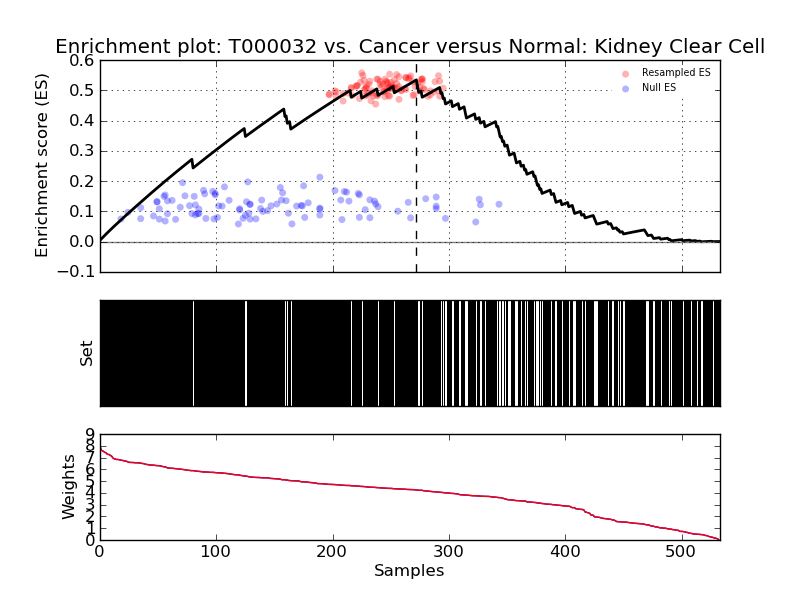 Enrichment plot: T000032 vs. Cancer versus Normal: Kidney Clear Cell
Enrichment score (ES)
0.6
0.5
0.4
0.3
0.2
0.1
0.0
−0.1
Resampled ES
Null ES
Set
Weights
9
8
7
6
5
4
3
2
1
0
0 100 200 300 400 500
Samples